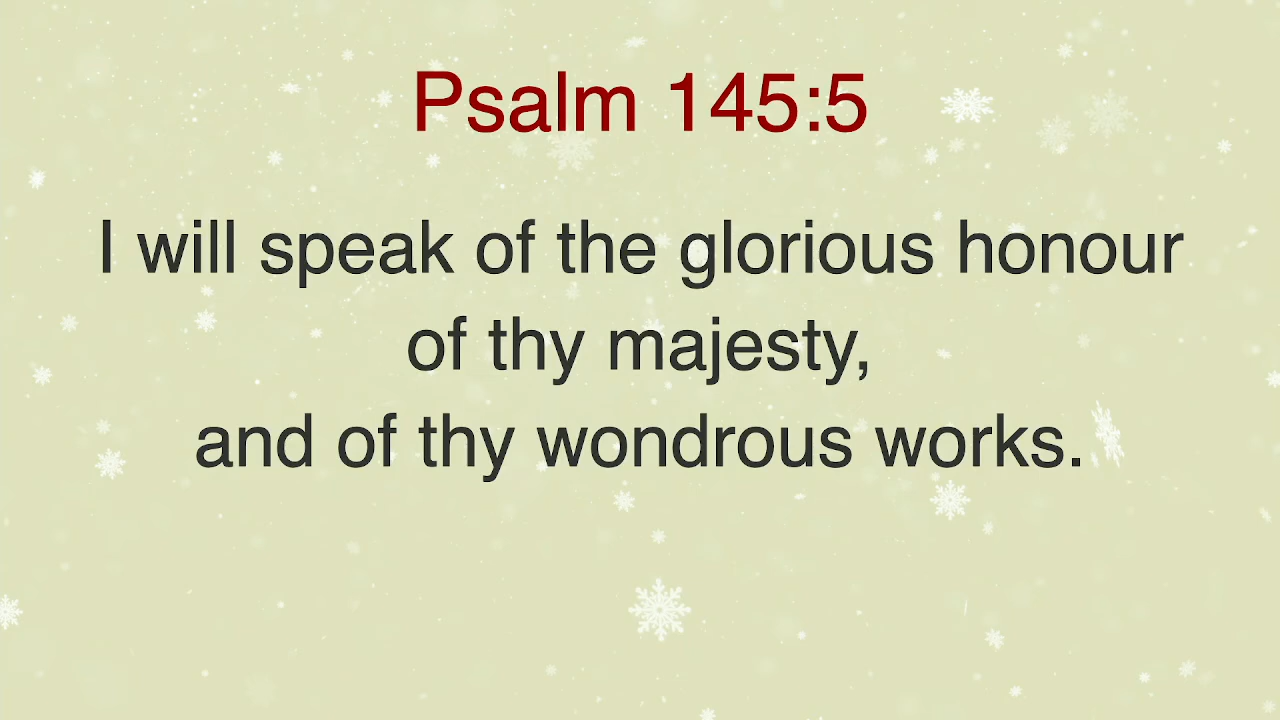 Psalm 145:5
I will speak of the glorious honour
of thy majesty,
and of thy wondrous works.